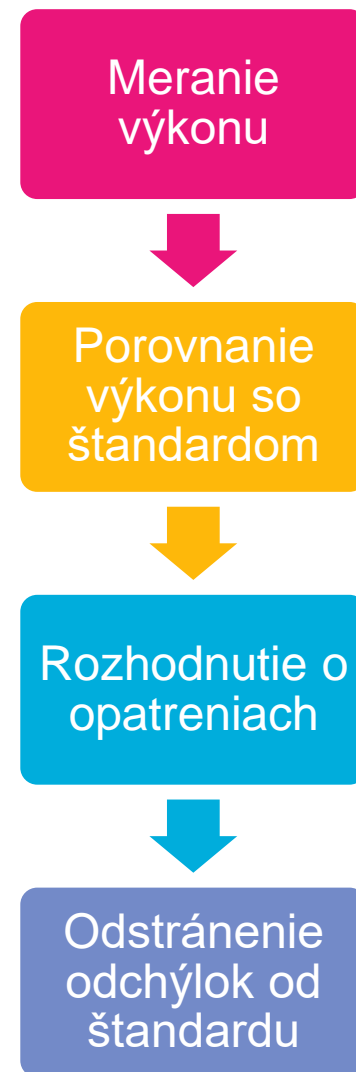 Meranie
výkonu
Porovnanie
výkonu so
štandardom
Rozhodnutie o
opatreniach
Odstránenie
odchýlok od
štandardu